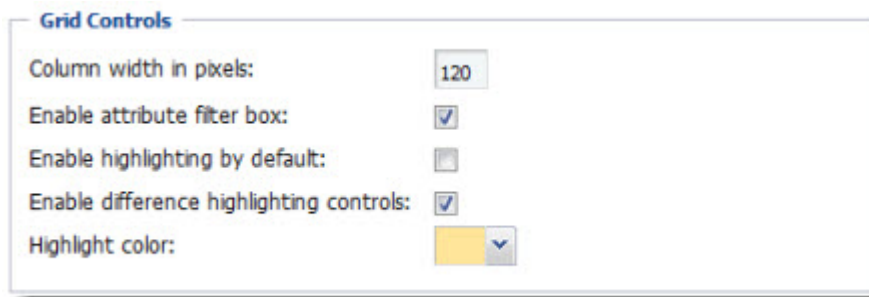 Grid Controls
Column width in pixels: 120
Enable attribute filter box:
Enable highlighting by default:
Enable difference highlighting controls:
Highlight color: